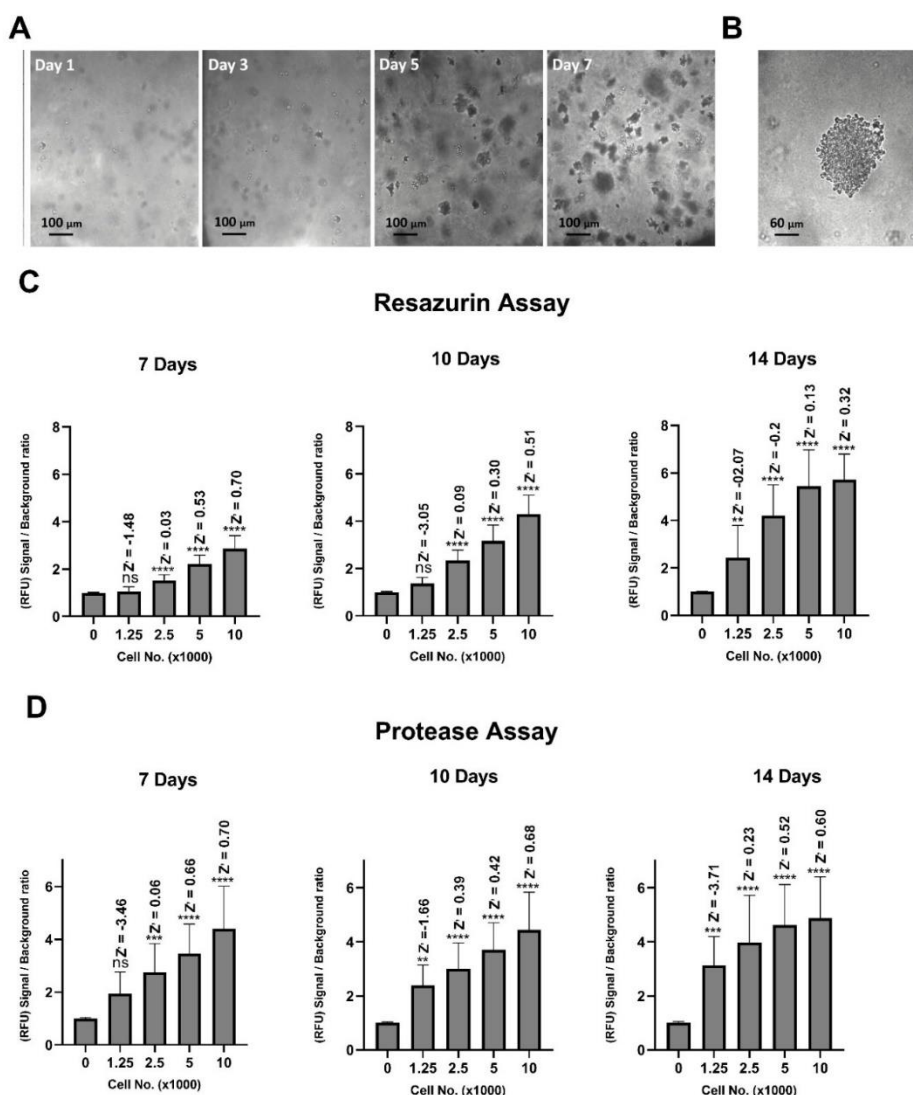 A
B
Day 1
Day 3
Day 5
Day 7
100 µm
100 µm
100 µm
100 µm
60 µm
C
Resazurin Assay
7 Days
10 Days
14 Days
(RFU) Signal / Background ratio
8
6
4
2
0
ns
Z' = -1.48
****
Z' = 0.03
****
Z' = 0.53
****
Z' = 0.70
0 1.25 2.5 5 10
Cell No. (x1000)
(RFU) Signal / Background ratio
8
6
4
2
0
ns
Z' = -3.05
****
Z' = 0.09
****
Z' = 0.30
****
Z' = 0.51
0 1.25 2.5 5 10
Cell No. (x1000)
(RFU) Signal / Background ratio
8
6
4
2
0
**
Z' = -02.07
****
Z' = -0.2
****
Z' = 0.13
****
Z' = 0.32
0 1.25 2.5 5 10
Cell No. (x1000)
D
Protease Assay
7 Days
10 Days
14 Days
(RFU) Signal / Background ratio
6
4
2
0
ns
Z' = -3.46
***
Z' = 0.06
****
Z' = 0.66
****
Z' = 0.70
0 1.25 2.5 5 10
Cell No. (x1000)
(RFU) Signal / Background ratio
6
4
2
0
**
Z' = -1.66
****
Z' = 0.39
****
Z' = 0.42
****
Z' = 0.68
0 1.25 2.5 5 10
Cell No. (x1000)
(RFU) Signal / Background ratio
6
4
2
0
***
Z' = -3.71
****
Z' = 0.23
****
Z' = 0.52
****
Z' = 0.60
0 1.25 2.5 5 10
Cell No. (x1000)